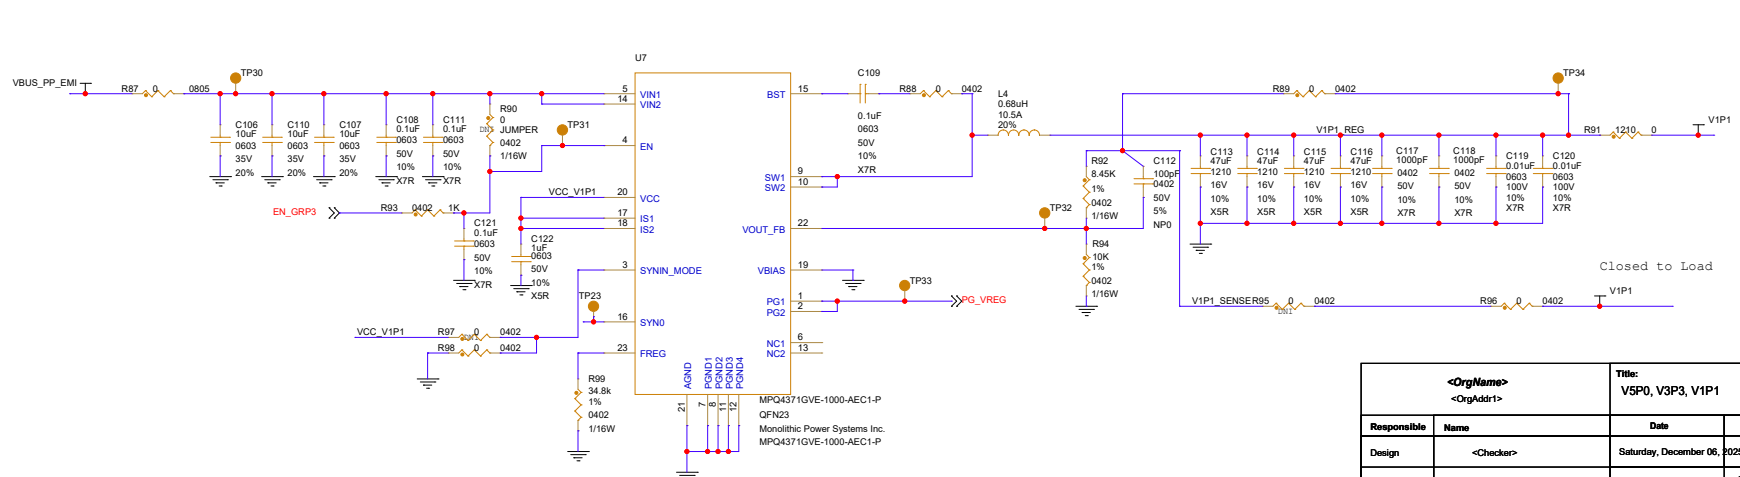 U7
VBUS_PP_EMI
R87 0 0805
TP30
C106
10uF
0603
35V
20%
C110
10uF
0603
35V
20%
C107
10uF
0603
35V
20%
C108
0.1uF
0603
50V
10%
X7R
C111
0.1uF
0603
50V
10%
X7R
R90
0
DNI
JUMPER
0402
1/16W
TP31
EN_GRP3
R93 0402 1K
C121
0.1uF
0603
50V
10%
X7R
VCC_V1P1
C122
1uF
0603
50V
10%
X5R
TP23
VCC_V1P1
R97 0 0402
DNI
R98 0 0402
R99
34.8k
1%
0402
1/16W
5 VIN1
14 VIN2
4 EN
20 VCC
17 IS1
18 IS2
3 SYNIN_MODE
16 SYN0
23 FREG
BST 15
SW1 9
SW2 10
VOUT_FB 22
VBIAS 19
PG1 1
PG2 2
NC1 6
NC2 13
AGND
PGND1
PGND2
PGND3
PGND4
21
7
8
11
12
MPQ4371GVE-1000-AEC1-P
QFN23
Monolithic Power Systems Inc.
MPQ4371GVE-1000-AEC1-P
C109
0.1uF
0603
50V
10%
X7R
R88 0 0402
L4
0.68uH
10.5A
20%
R89 0 0402
TP34
V1P1_REG
R91 1210 0
V1P1
R92
8.45K
1%
0402
1/16W
C112
100pF
0402
50V
5%
NP0
TP32
R94
10K
1%
0402
1/16W
TP33
PG_VREG
C113
47uF
1210
16V
10%
X5R
C114
47uF
1210
16V
10%
X5R
C115
47uF
1210
16V
10%
X5R
C116
47uF
1210
16V
10%
X5R
C117
1000pF
0402
50V
10%
X7R
C118
1000pF
0402
50V
10%
X7R
C119
0.01uF
0603
100V
10%
X7R
C120
0.01uF
0603
100V
10%
X7R
Closed to Load
V1P1_SENSE R95 0 0402
DNI
R96 0 0402
V1P1
<OrgName>
<OrgAddr1>
Title:
V5P0, V3P3, V1P1
Responsible Name Date
Design <Checker> Saturday, December 06, 2025